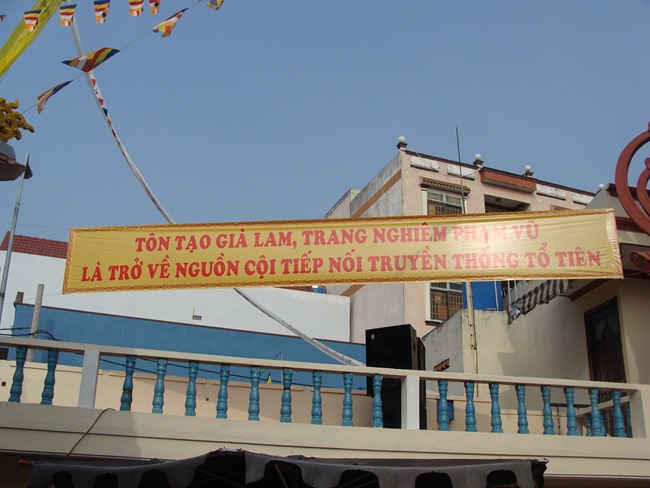 TÔN TẠO GIÀ LAM, TRANG NGHIÊM PHẠM VŨ
LÀ TRỞ VỀ NGUỒN CỘI TIẾP NỐI TRUYỀN THỐNG TỔ TIÊN